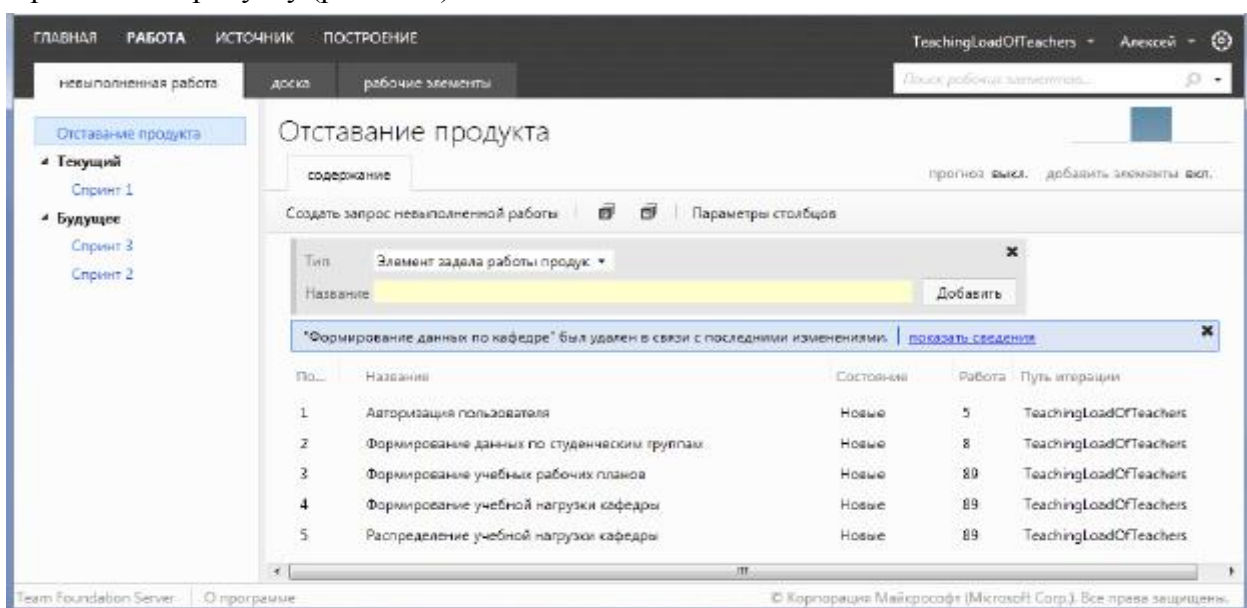 ГЛАВНАЯ РАБОТА ИСТОЧНИК ПОСТРОЕНИЕ TeachingLoadOfTeachers Алексей
невыполненная работа доска рабочие элементы Поиск рабочих элементов...
Отставание продукта
Текущий
Спринт 1
Будущее
Спринт 3
Спринт 2
Отставание продукта
содержание прогноз выкл. добавить элементы вкл.
Создать запрос невыполненной работы Параметры столбцов
Тип Элемент задела работы продук
Название Добавить
"Формирование данных по кафедре" был удален в связи с последними изменениями. показать сведения
По... Название Состояние Работа Путь итерации
1 Авторизация пользователя Новые 5 TeachingLoadOfTeachers
2 Формирование данных по студенческим группам Новые 8 TeachingLoadOfTeachers
3 Формирование учебных рабочих планов Новые 89 TeachingLoadOfTeachers
4 Формирование учебной нагрузки кафедры Новые 89 TeachingLoadOfTeachers
5 Распределение учебной нагрузки кафедры Новые 89 TeachingLoadOfTeachers
Team Foundation Server О программе © Корпорация Майкрософт (Microsoft Corp.). Все права защищены.